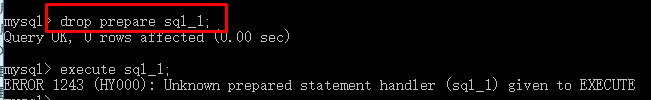 mysql> drop prepare sql_1;
Query OK, 0 rows affected (0.00 sec)
mysql> execute sql_1;
ERROR 1243 (HY000): Unknown prepared statement handler (sql_1) given to EXECUTE